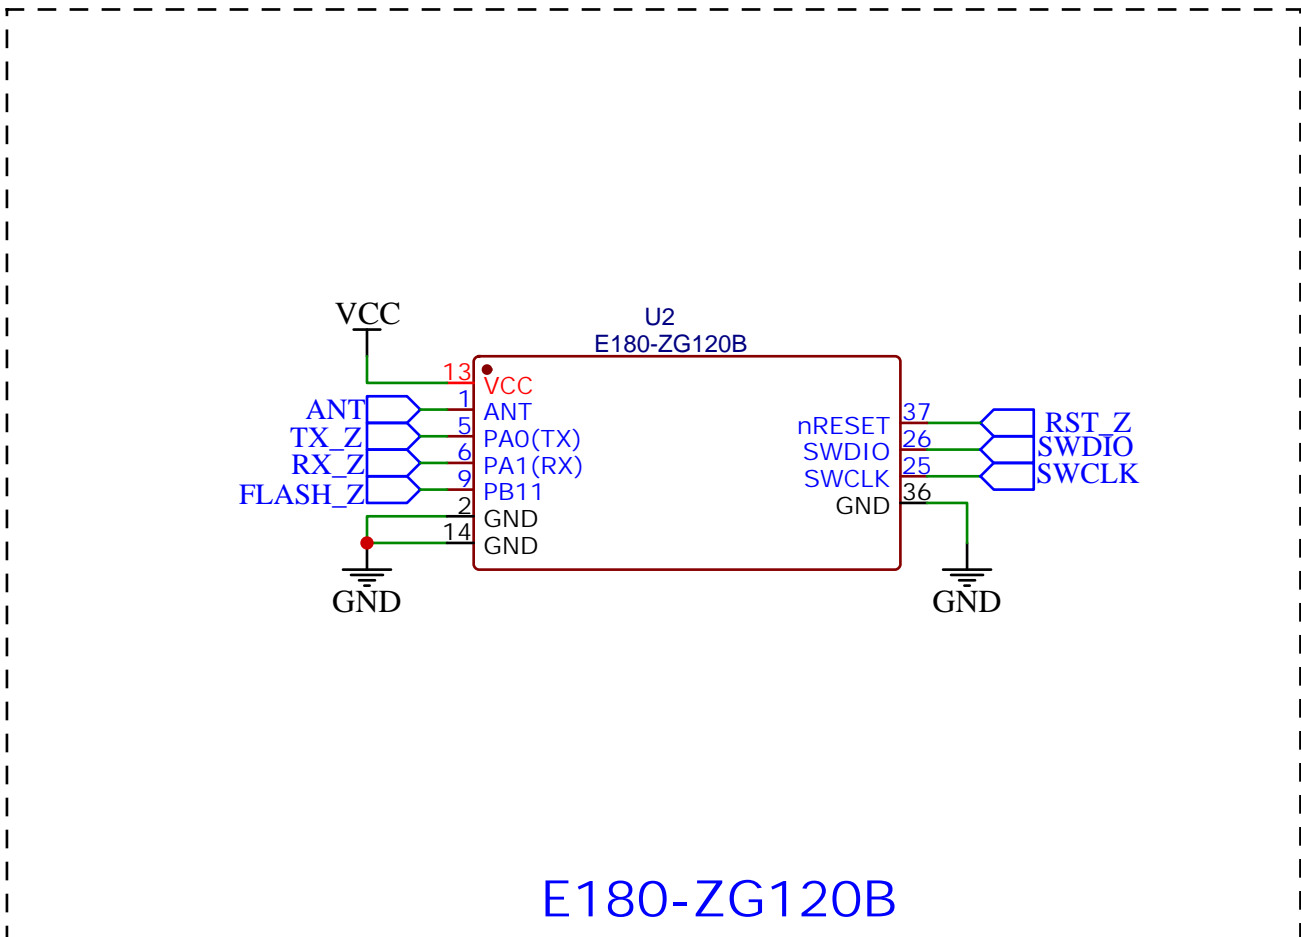 VCC
U2
E180-ZG120B
13
VCC
ANT
1
ANT
TX_Z
5
PA0(TX)
RX_Z
6
PA1(RX)
FLASH_Z
9
PB11
2
GND
14
GND
nRESET
37
RST_Z
SWDIO
26
SWDIO
SWCLK
25
SWCLK
GND
36
GND
GND
E180-ZG120B